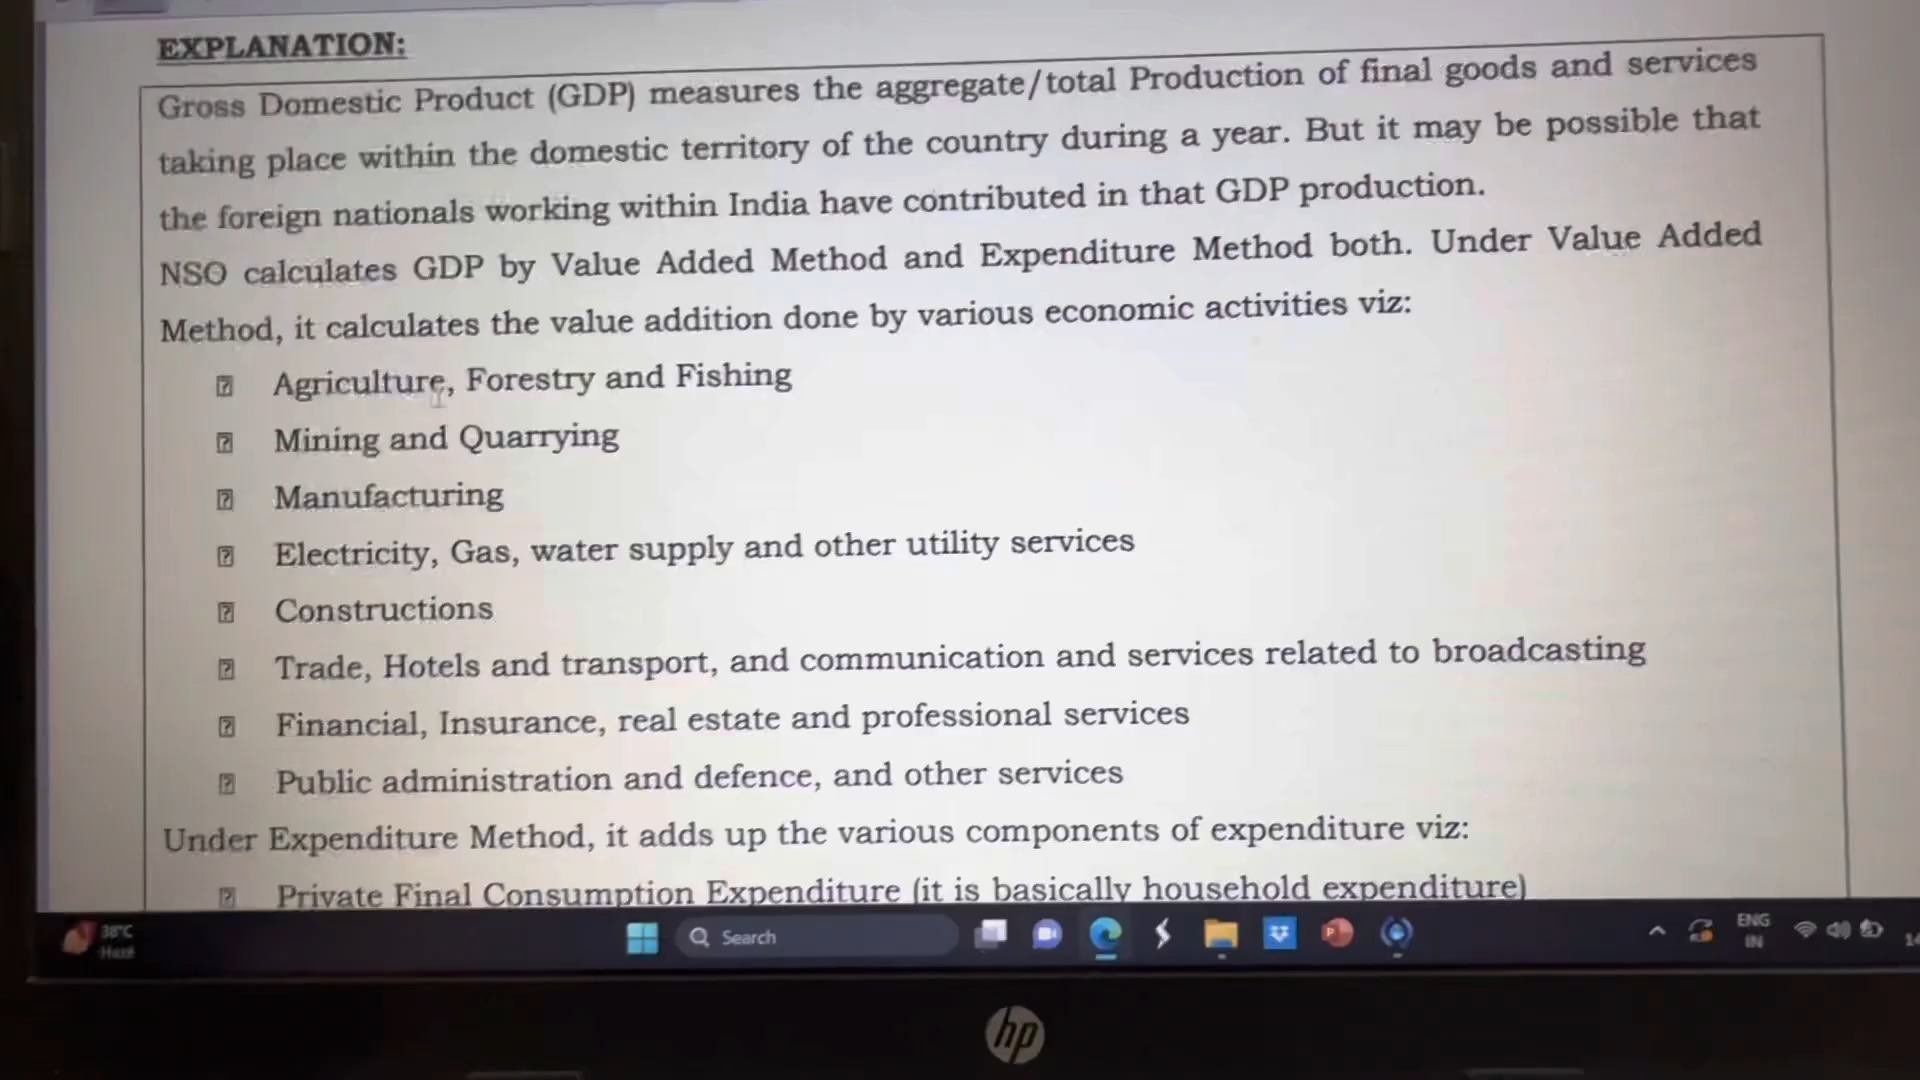 EXPLANATION:
Gross Domestic Product (GDP) measures the aggregate/total Production of final goods and services
taking place within the domestic territory of the country during a year. But it may be possible that
the foreign nationals working within India have contributed in that GDP production.
NSO calculates GDP by Value Added Method and Expenditure Method both. Under Value Added
Method, it calculates the value addition done by various economic activities viz:
Agriculture, Forestry and Fishing
Mining and Quarrying
Manufacturing
Electricity, Gas, water supply and other utility services
Constructions
Trade, Hotels and transport, and communication and services related to broadcasting
Financial, Insurance, real estate and professional services
Public administration and defence, and other services
Under Expenditure Method, it adds up the various components of expenditure viz:
Private Final Consumption Expenditure (it is basically household expenditure)
38°C
Haze
Search
ENG
IN
hp